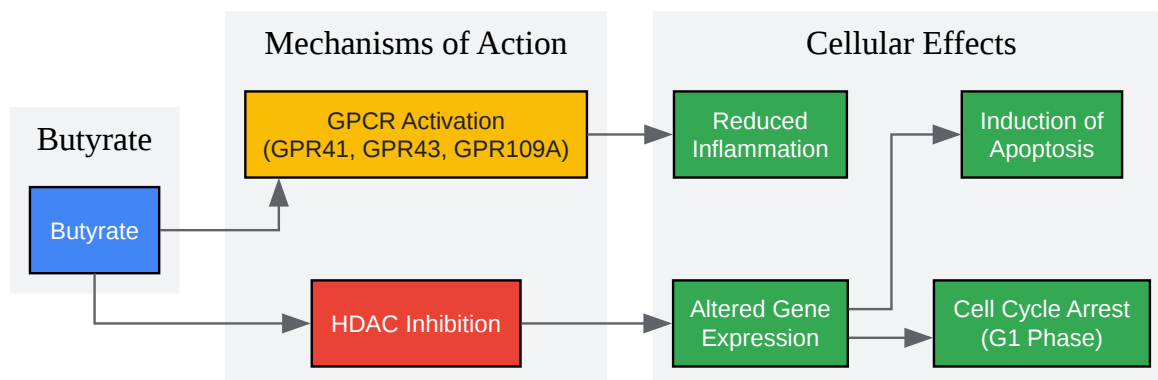 Butyrate
Butyrate
Mechanisms of Action
GPCR Activation
(GPR41, GPR43, GPR109A)
HDAC Inhibition
Cellular Effects
Reduced
Inflammation
Induction of
Apoptosis
Altered Gene
Expression
Cell Cycle Arrest
(G1 Phase)